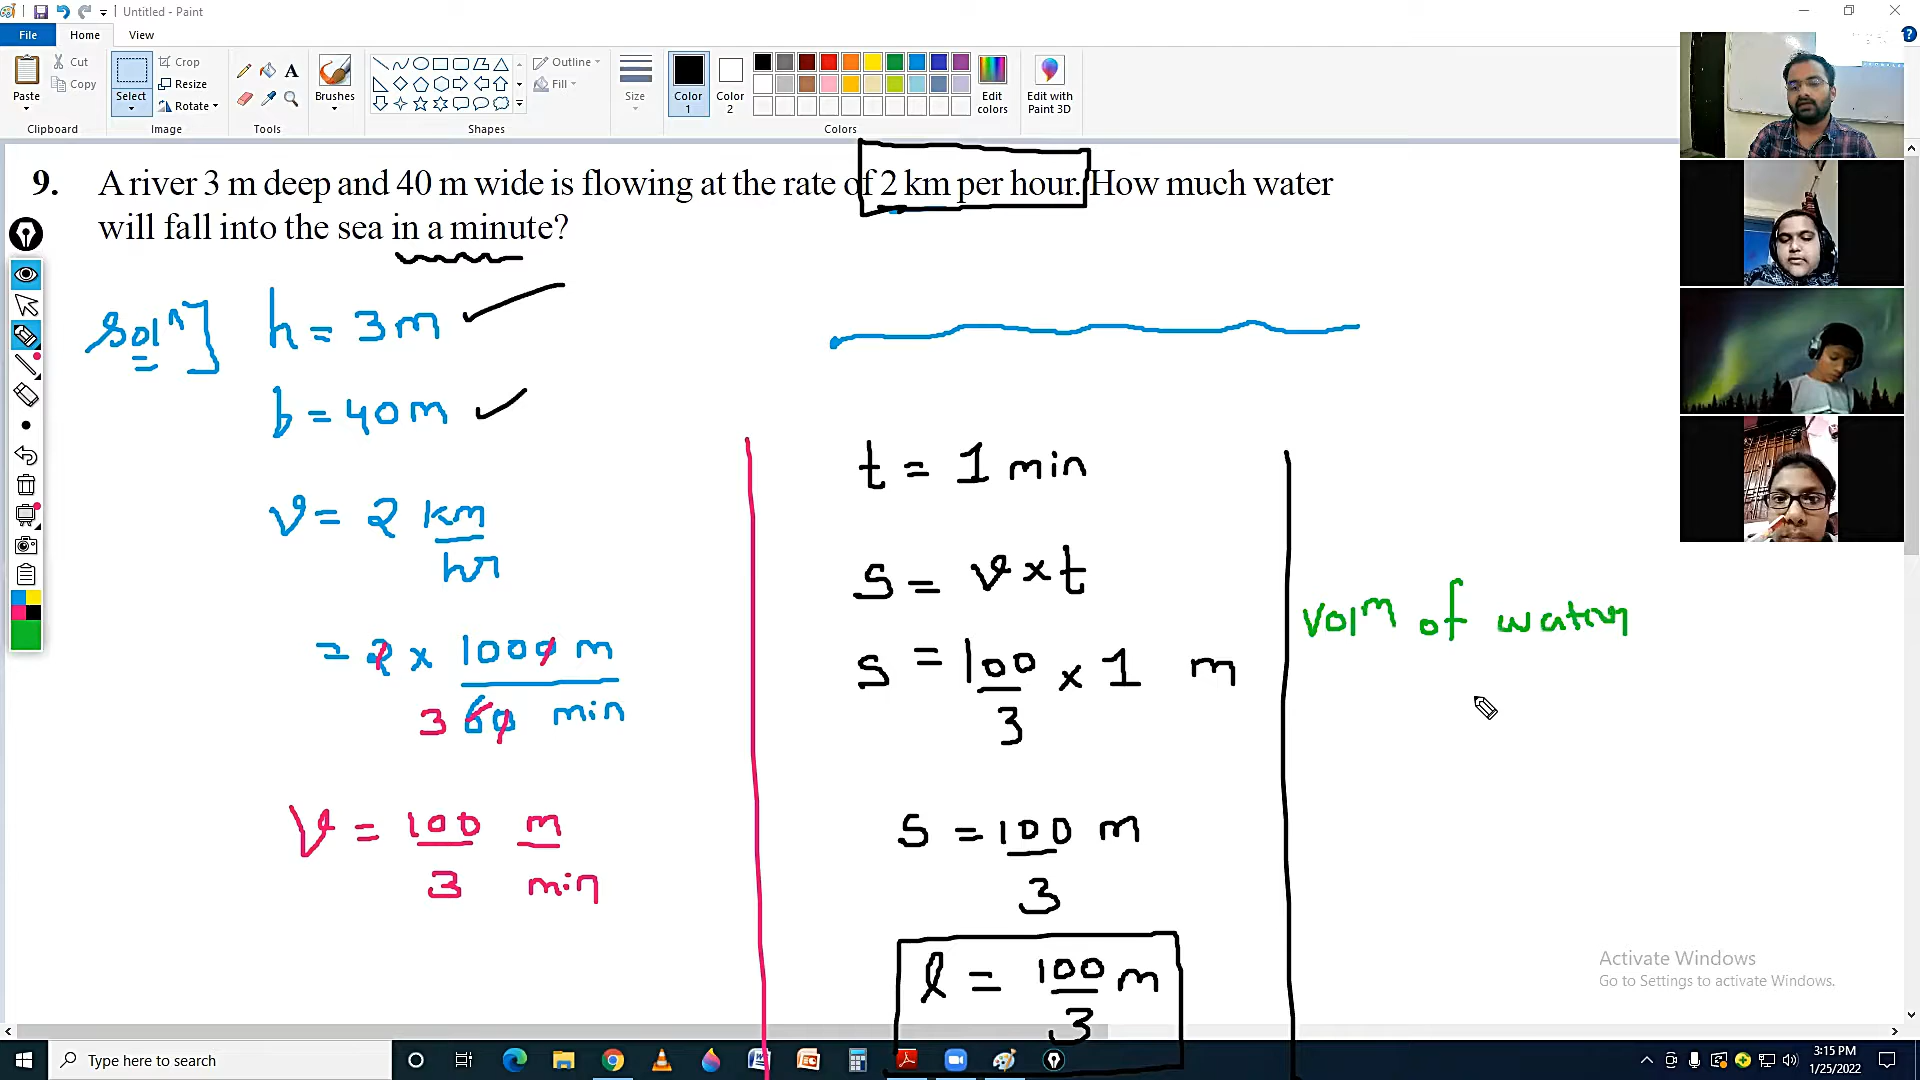 Untitled - Paint
File Home View
Paste
Cut
Copy
Clipboard
Select
Crop
Resize
Rotate
Image
Tools
Brushes
Outline
Fill
Shapes
Size
Color 1
Color 2
Colors
Edit colors
Edit with Paint 3D
9. A river 3 m deep and 40 m wide is flowing at the rate of 2 km per hour. How much water
will fall into the sea in a minute?
Solⁿ] h = 3m
b = 40m
v = 2 km/hr
= 2 x 1000 m / 60 min
3
V = 100/3 m/min
t = 1 min
s = v x t
s = 100/3 x 1 m
s = 100/3 m
l = 100/3 m
Volᵐ of water
Activate Windows
Go to Settings to activate Windows.
Type here to search
3:15 PM
1/25/2022